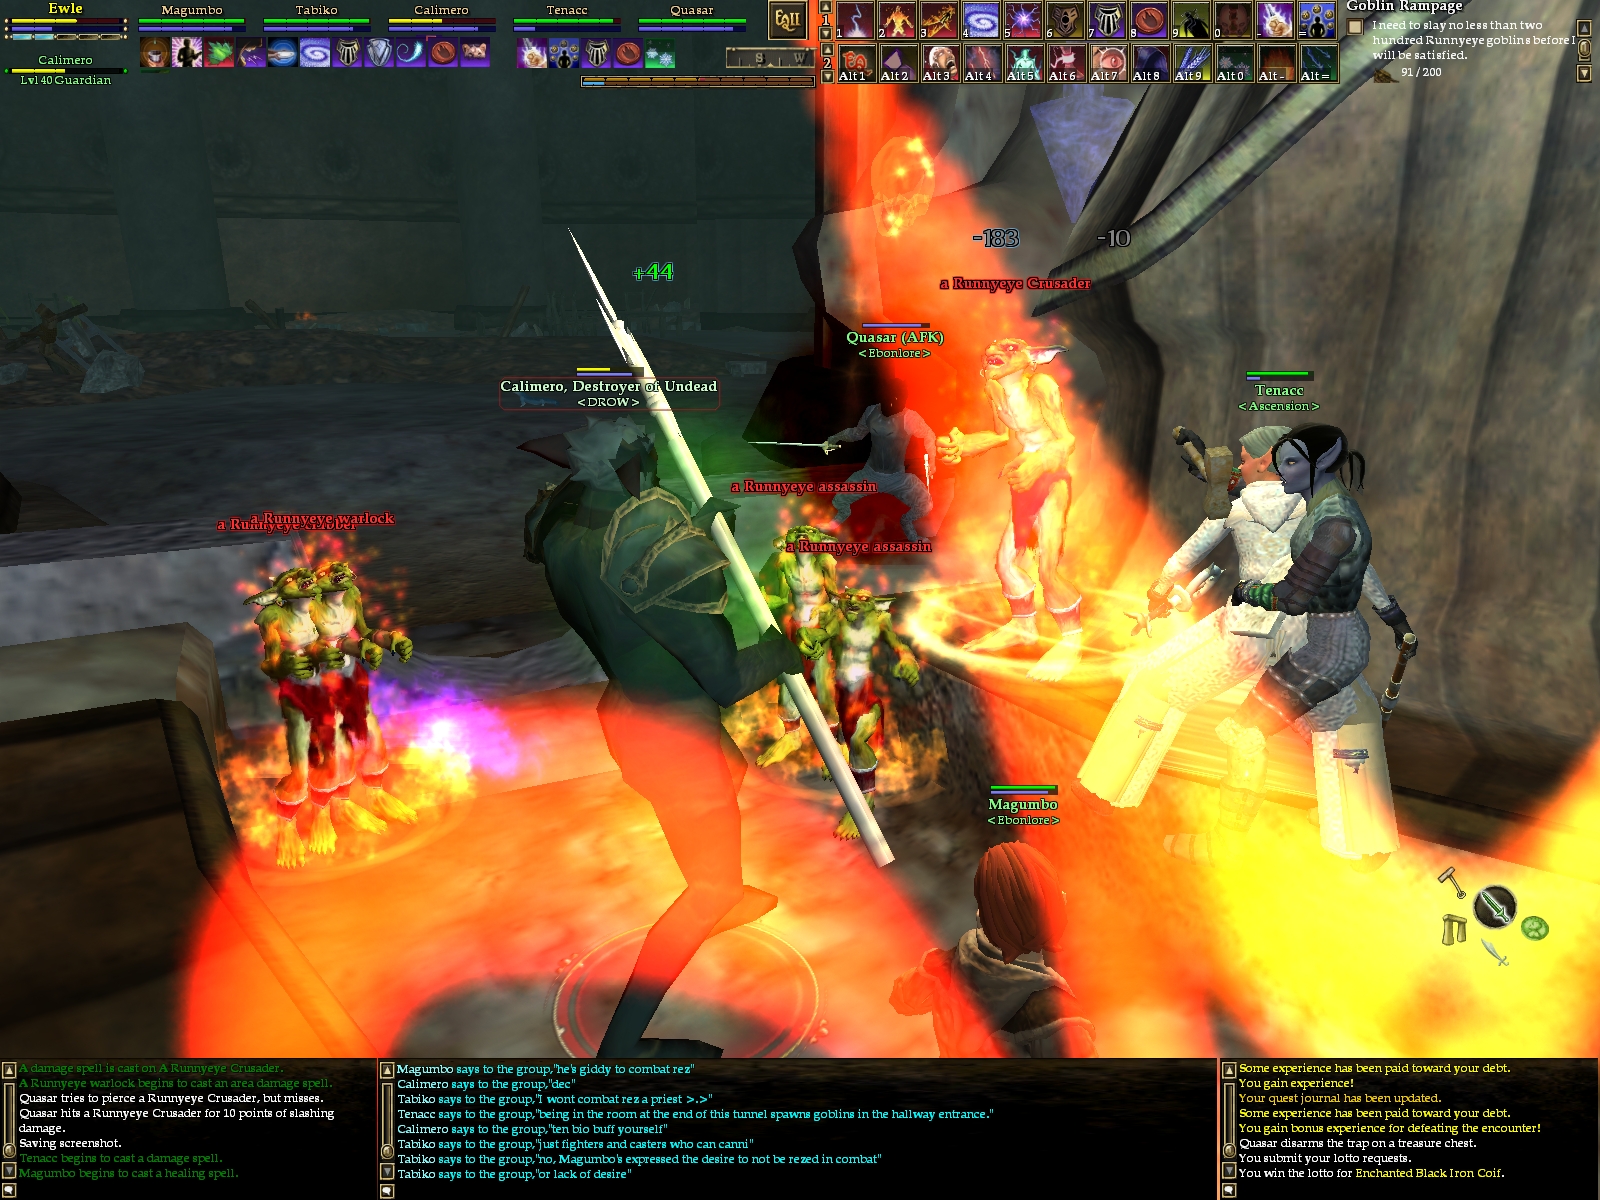 Ewle
Magumbo
Tabiko
Calimero
Tenacc
Quasar
EQII
Calimero
Lvl 40 Guardian
S
W
1
1
2
3
4
5
6
7
8
9
0
-
=
2
Alt1
Alt2
Alt3
Alt4
Alt5
Alt6
Alt7
Alt8
Alt9
Alt0
Alt-
Alt=
Goblin Rampage
I need to slay no less than two
hundred Runnyeye goblins before I
will be satisfied.
91 / 200
-183
-10
+44
a Runnyeye Crusader
Quasar (AFK)
<Ebonlore>
Calimero, Destroyer of Undead
<DROW>
Tenacc
<Ascension>
a Runnyeye assassin
a Runnyeye warlock
a Runnyeye assassin
Magumbo
<Ebonlore>
A damage spell is cast on A Runnyeye Crusader.
A Runnyeye warlock begins to cast an area damage spell.
Quasar tries to pierce a Runnyeye Crusader, but misses.
Quasar hits a Runnyeye Crusader for 10 points of slashing
damage.
Saving screenshot.
Tenacc begins to cast a damage spell.
Magumbo begins to cast a healing spell.
Magumbo says to the group,"he's giddy to combat rez"
Calimero says to the group,"dec"
Tabiko says to the group,"I wont combat rez a priest >.>"
Tenacc says to the group,"being in the room at the end of this tunnel spawns goblins in the hallway entrance."
Calimero says to the group,"ten bio buff yourself"
Tabiko says to the group,"just fighters and casters who can canni"
Tabiko says to the group,"no, Magumbo's expressed the desire to not be rezed in combat"
Tabiko says to the group,"or lack of desire"
Some experience has been paid toward your debt.
You gain experience!
Your quest journal has been updated.
Some experience has been paid toward your debt.
You gain bonus experience for defeating the encounter!
Quasar disarms the trap on a treasure chest.
You submit your lotto requests.
You win the lotto for Enchanted Black Iron Coif.